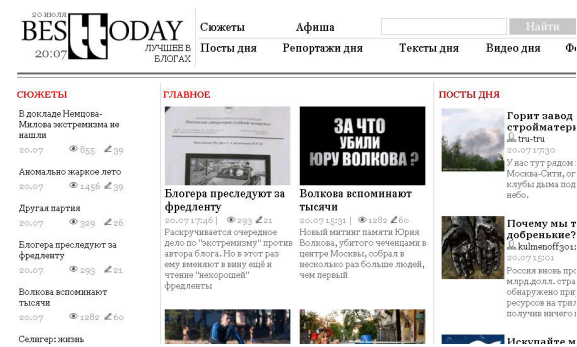 20 июля
BESTTODAY
20:07
ЛУЧШЕЕ В
БЛОГАХ
Сюжеты
Афиша
Найти
Посты дня
Репортажи дня
Тексты дня
Видео дня
Фо
СЮЖЕТЫ
В докладе Немцова-
Милова экстремизма не
нашли
20.07 855 39
Аномально жаркое лето
20.07 1456 39
Другая партия
20.07 329 26
Блогера преследуют за
фредленту
20.07 293 21
Волкова вспоминают
тысячи
20.07 1282 60
Селигер: жизнь
ГЛАВНОЕ
Блогера преследуют за
фредленту
20.07 17:46 | 293 21
Раскручивается очередное
дело по "экстремизму" против
автора блога. Но в этот раз
ему вменяют в вину ещё и
чтение "нехорошей"
фредленты
ЗА ЧТО
УБИЛИ
ЮРУ ВОЛКОВА ?
Волкова вспоминают
тысячи
20.07 15:31 | 1282 60
Новый митинг памяти Юрия
Волкова, убитого чеченцами в
центре Москвы, собрал в
несколько раз больше людей,
чем первый
ПОСТЫ ДНЯ
Горит завод
стройматери
tru-tru
20.07 17:30
У нас тут рядом
Москва-Сити, ог
клубы дыма под
небо.
Почему мы т
добренькие?
kulmenoff301
20.07 15:01
Россия вновь про
млрд.долл. стра
обнаружено при
ресурсов на трил
получив ничего
Искупайте м